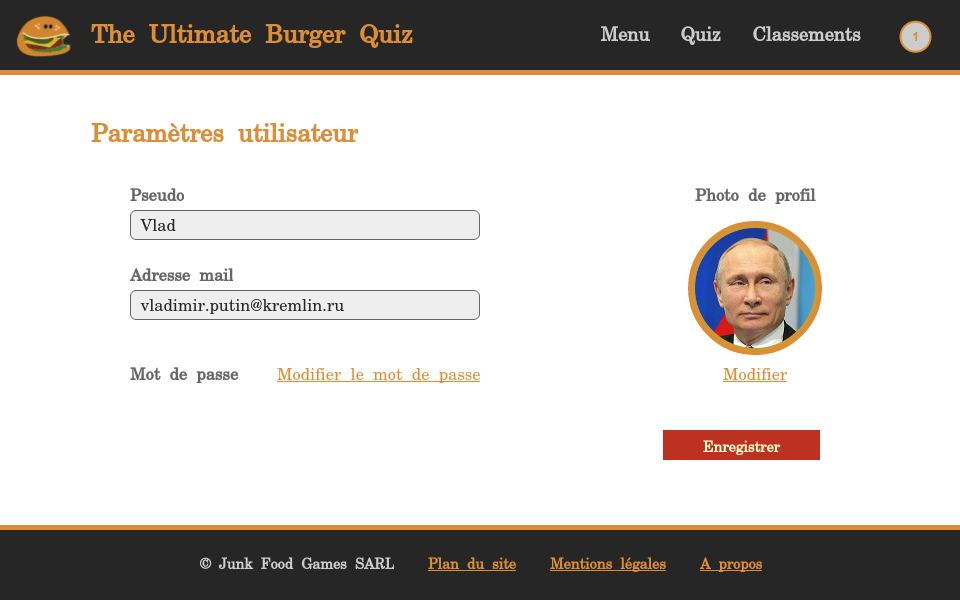 The Ultimate Burger Quiz
Menu Quiz Classements 1
Paramètres utilisateur
Pseudo
Photo de profil
Vlad
Adresse mail
vladimir.putin@kremlin.ru
Mot de passe Modifier le mot de passe
Modifier
Enregistrer
© Junk Food Games SARL Plan du site Mentions légales A propos